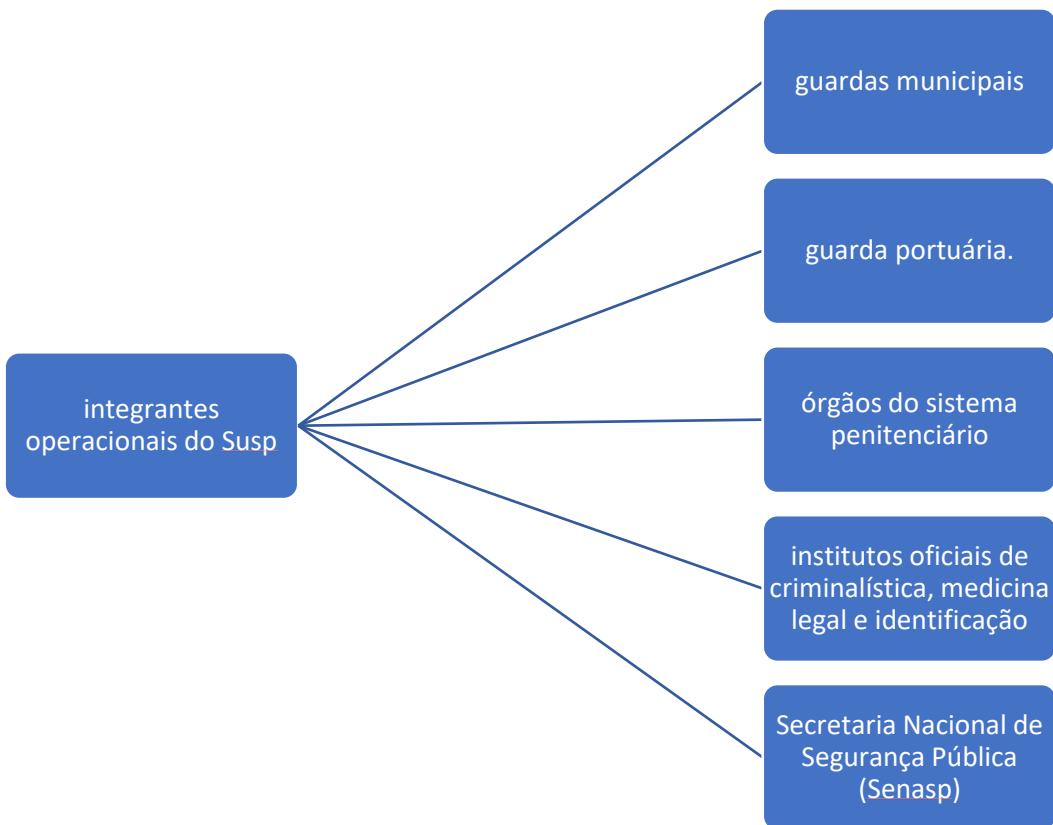 guardas municipais
guarda portuária.
integrantes
operacionais do Susp
órgãos do sistema
penitenciário
institutos oficiais de
criminalística, medicina
legal e identificação
Secretaria Nacional de
Segurança Pública
(Senasp)